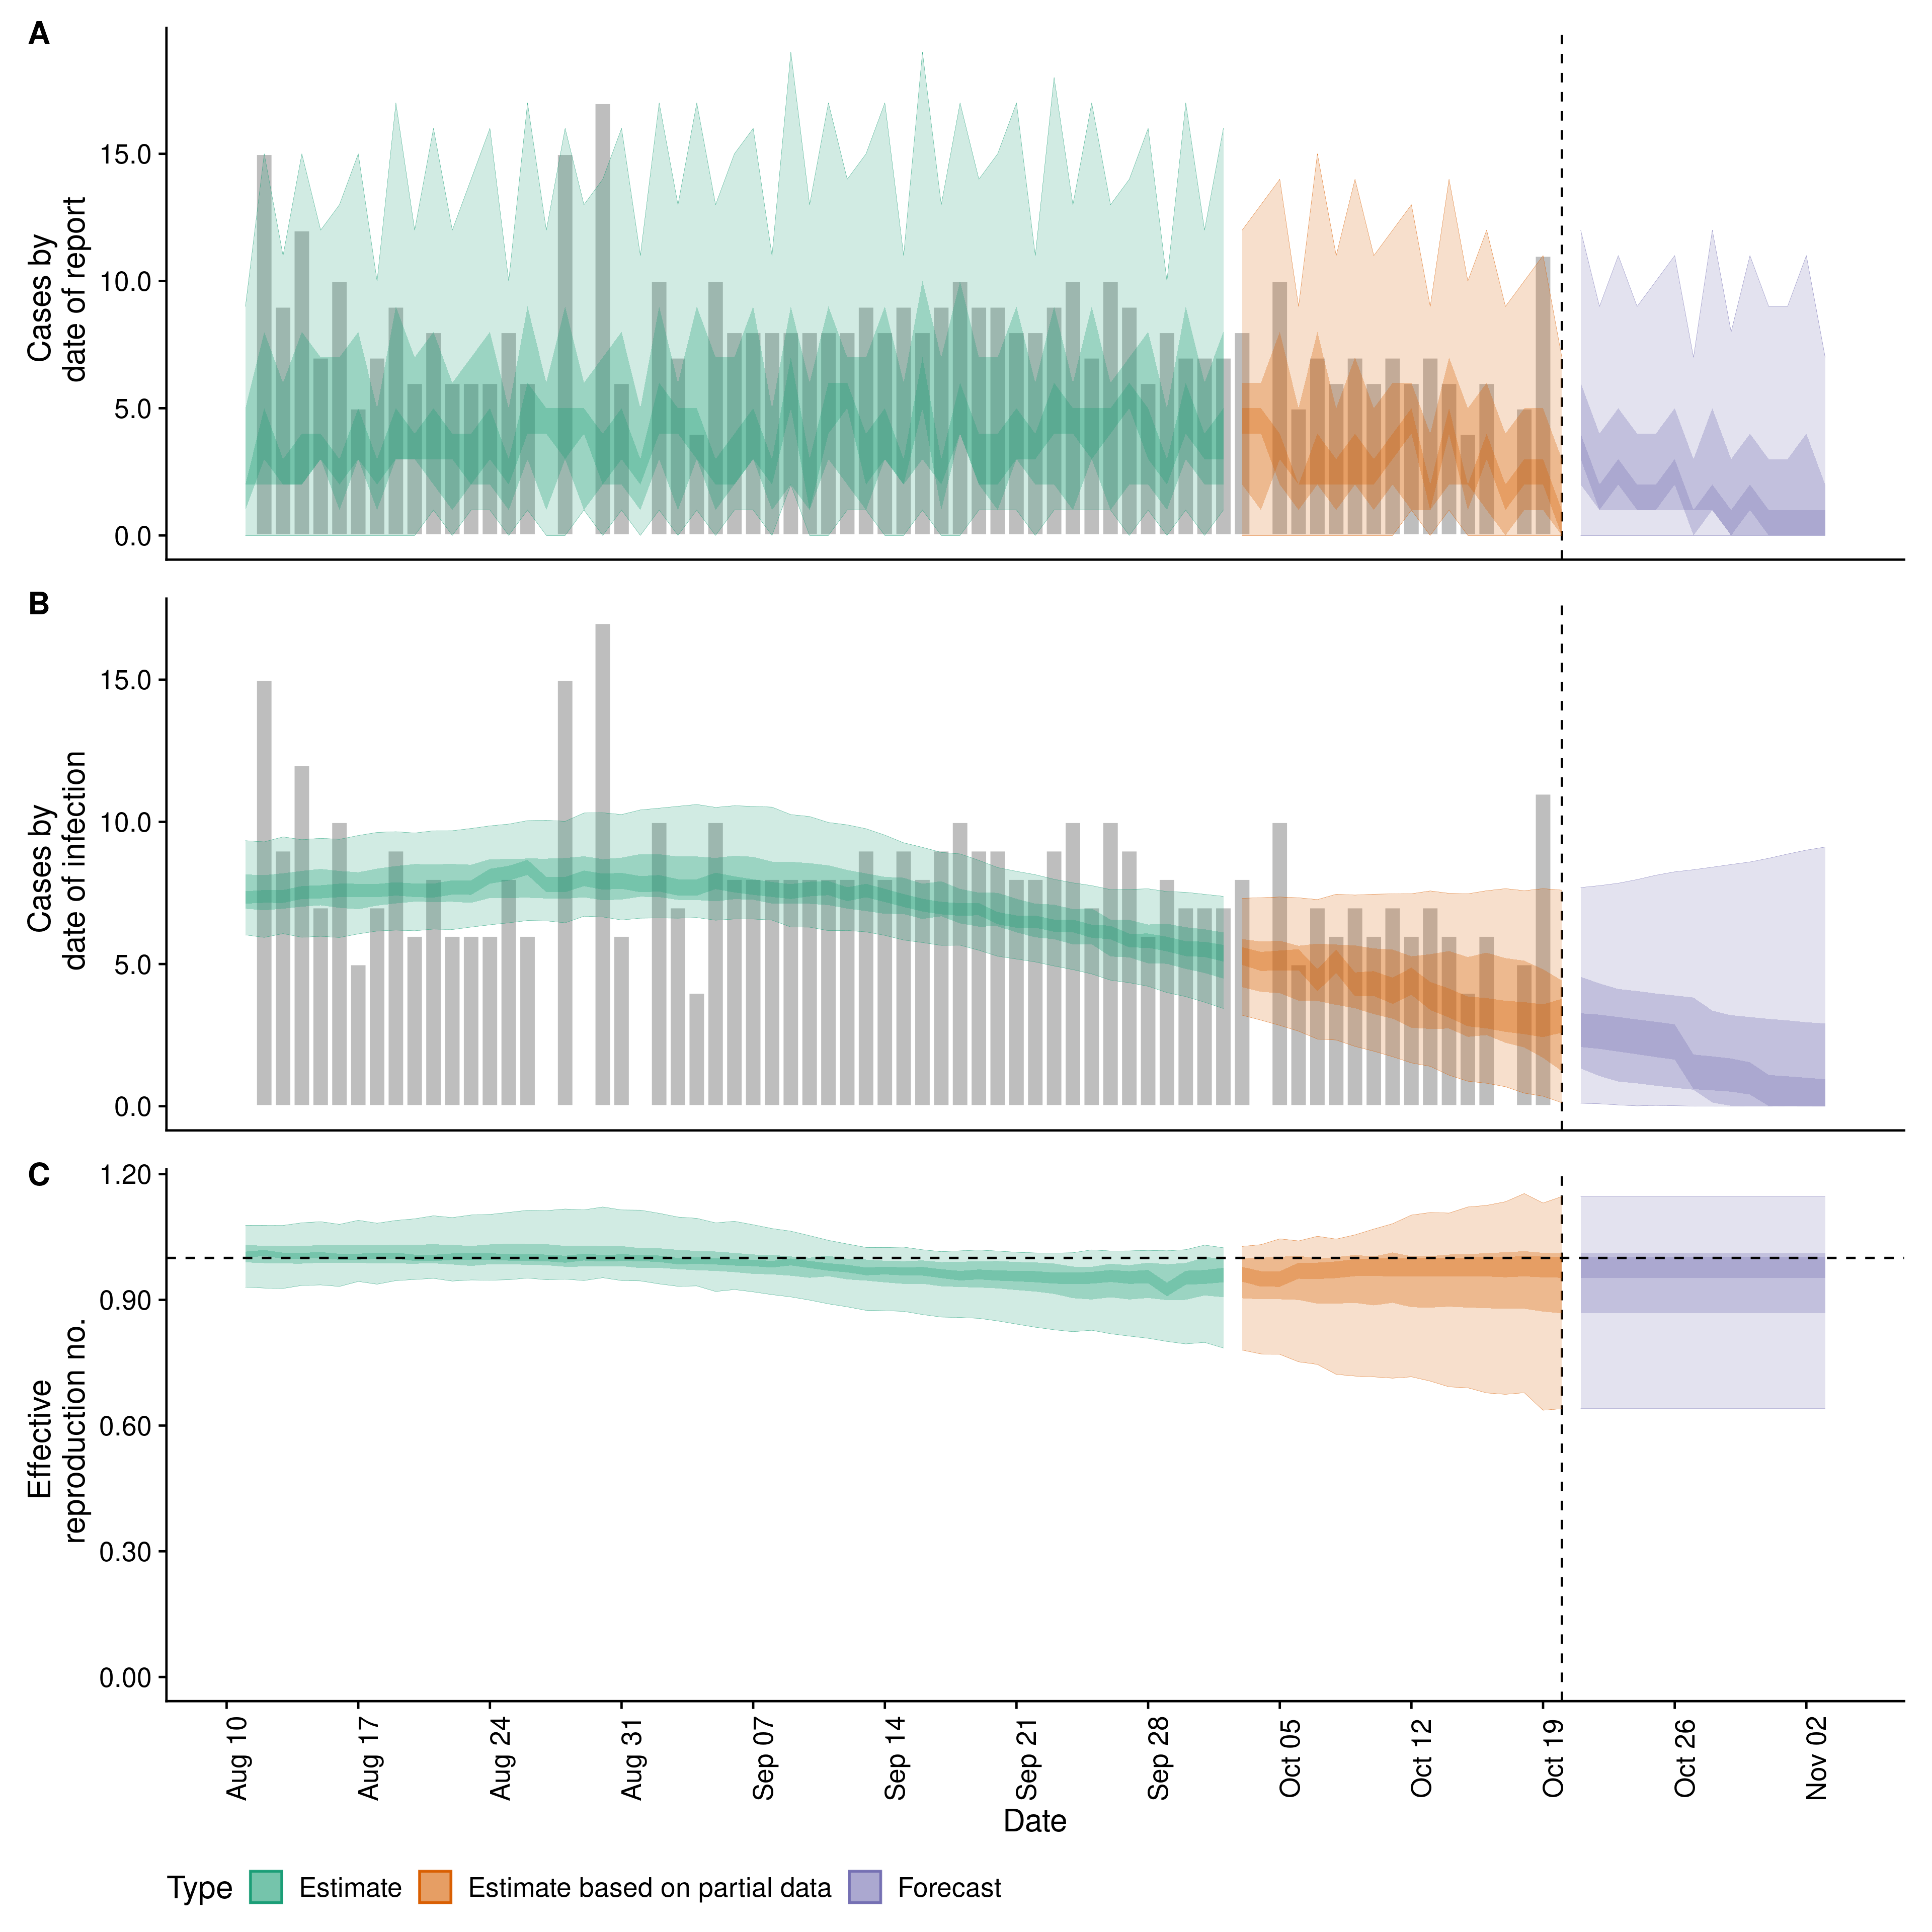 A
Cases by
date of report
15.0
10.0
5.0
0.0
B
Cases by
date of infection
15.0
10.0
5.0
0.0
C
Effective
reproduction no.
1.20
0.90
0.60
0.30
0.00
Aug 10
Aug 17
Aug 24
Aug 31
Sep 07
Sep 14
Sep 21
Sep 28
Oct 05
Oct 12
Oct 19
Oct 26
Nov 02
Date
Type Estimate Estimate based on partial data Forecast